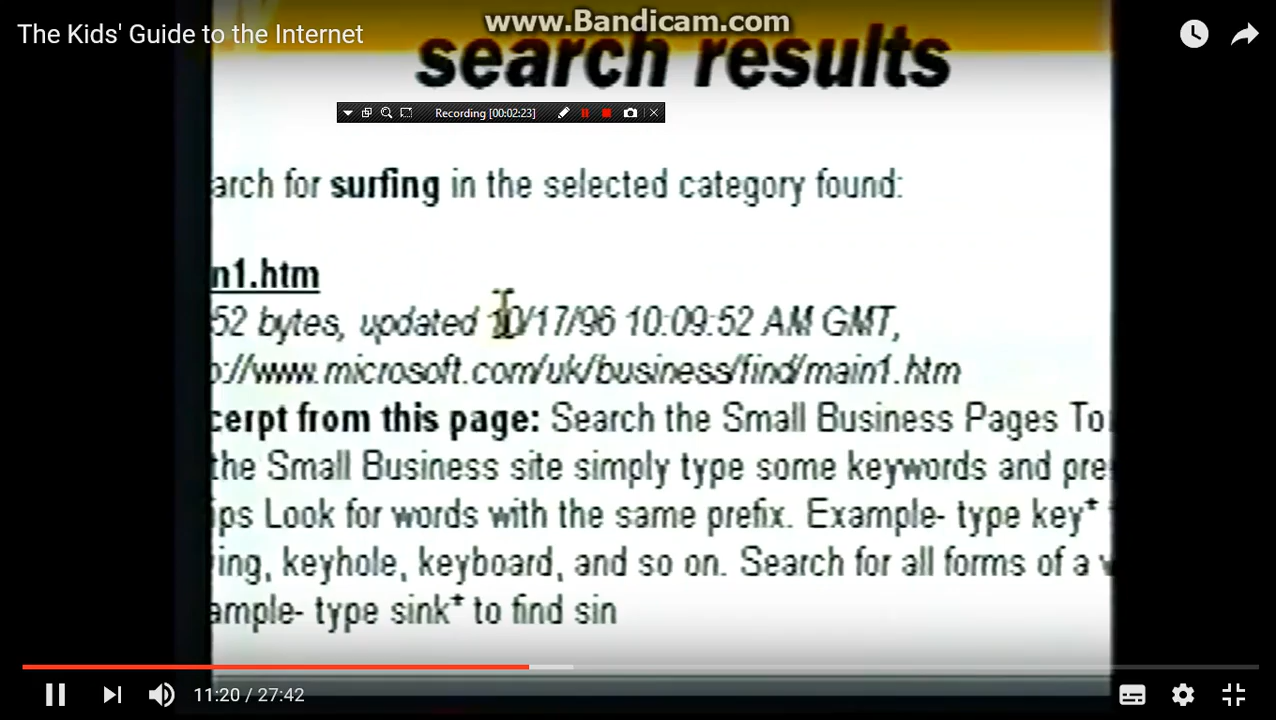 www.Bandicam.com
The Kids' Guide to the Internet
search results
Recording [00:02:23]
arch for surfing in the selected category found:
n1.htm
52 bytes, updated 10/17/96 10:09:52 AM GMT,
p://www.microsoft.com/uk/business/find/main1.htm
cerpt from this page: Search the Small Business Pages To
the Small Business site simply type some keywords and pre
ips Look for words with the same prefix. Example- type key*
ing, keyhole, keyboard, and so on. Search for all forms of a
ample- type sink* to find sin
11:20 / 27:42